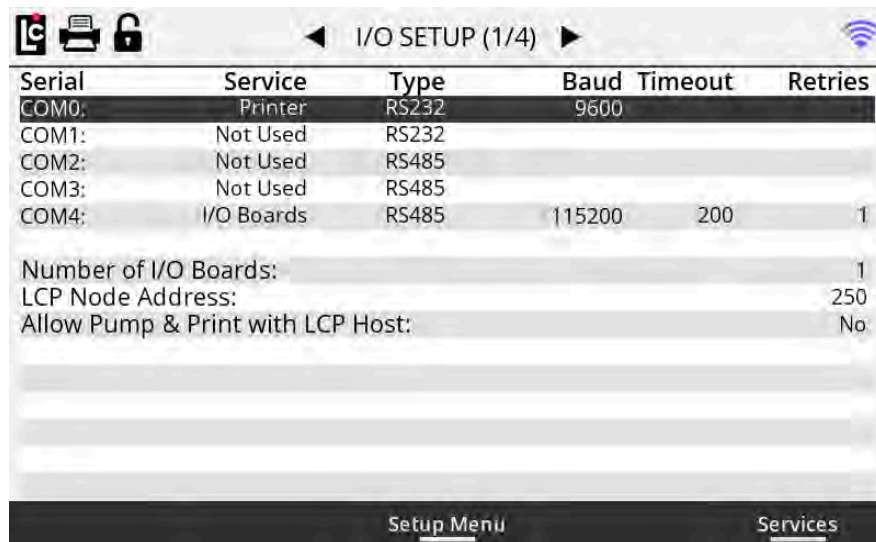 LC
I/O SETUP (1/4)
Serial Service Type Baud Timeout Retries
COM0: Printer RS232 9600
COM1: Not Used RS232
COM2: Not Used RS485
COM3: Not Used RS485
COM4: I/O Boards RS485 115200 200 1
Number of I/O Boards: 1
LCP Node Address: 250
Allow Pump & Print with LCP Host: No
Setup Menu Services